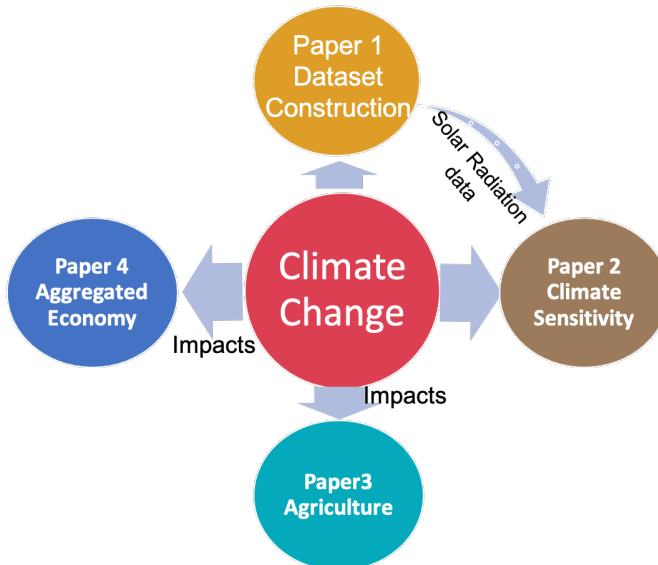 Paper 1
Dataset
Construction
Solar Radiation
data
Paper 4
Aggregated
Economy
Climate
Change
Paper 2
Climate
Sensitivity
Impacts
Impacts
Paper3
Agriculture